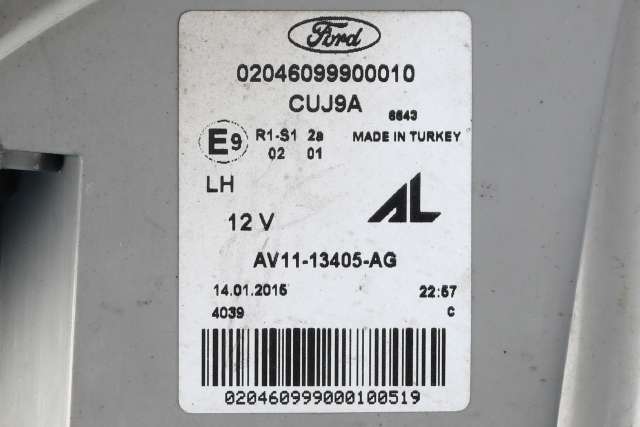 Ford
02046099900010
CUJ9A
6643
E9 R1-S1 2a MADE IN TURKEY
02 01
LH
AL
12 V
AV11-13405-AG
14.01.2015 22:57
4039 C
020460999000100519